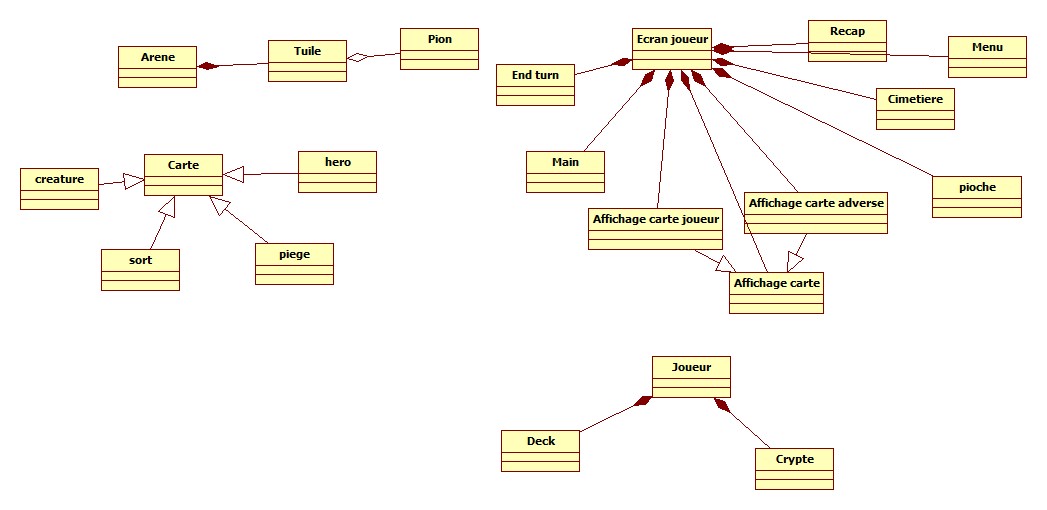 Arene
Tuile
Pion
Ecran joueur
Recap
Menu
End turn
Cimetiere
Carte
hero
creature
Main
pioche
Affichage carte joueur
Affichage carte adverse
sort
piege
Affichage carte
Joueur
Deck
Crypte